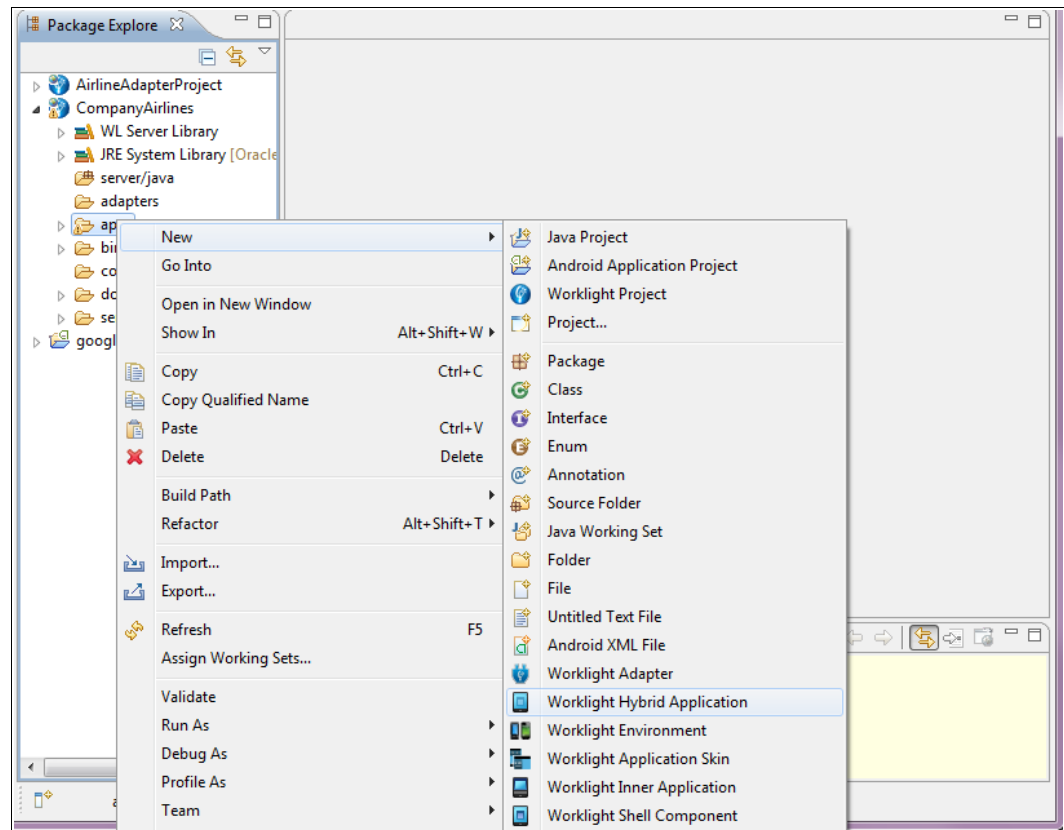 Package Explore
AirlineAdapterProject
CompanyAirlines
WL Server Library
JRE System Library [Oracle
server/java
adapters
ap
bin
co
do
se
googl
New
Go Into
Open in New Window
Show In Alt+Shift+W
Copy Ctrl+C
Copy Qualified Name
Paste Ctrl+V
Delete Delete
Build Path
Refactor Alt+Shift+T
Import...
Export...
Refresh F5
Assign Working Sets...
Validate
Run As
Debug As
Profile As
Team
Java Project
Android Application Project
Worklight Project
Project...
Package
Class
Interface
Enum
Annotation
Source Folder
Java Working Set
Folder
File
Untitled Text File
Android XML File
Worklight Adapter
Worklight Hybrid Application
Worklight Environment
Worklight Application Skin
Worklight Inner Application
Worklight Shell Component